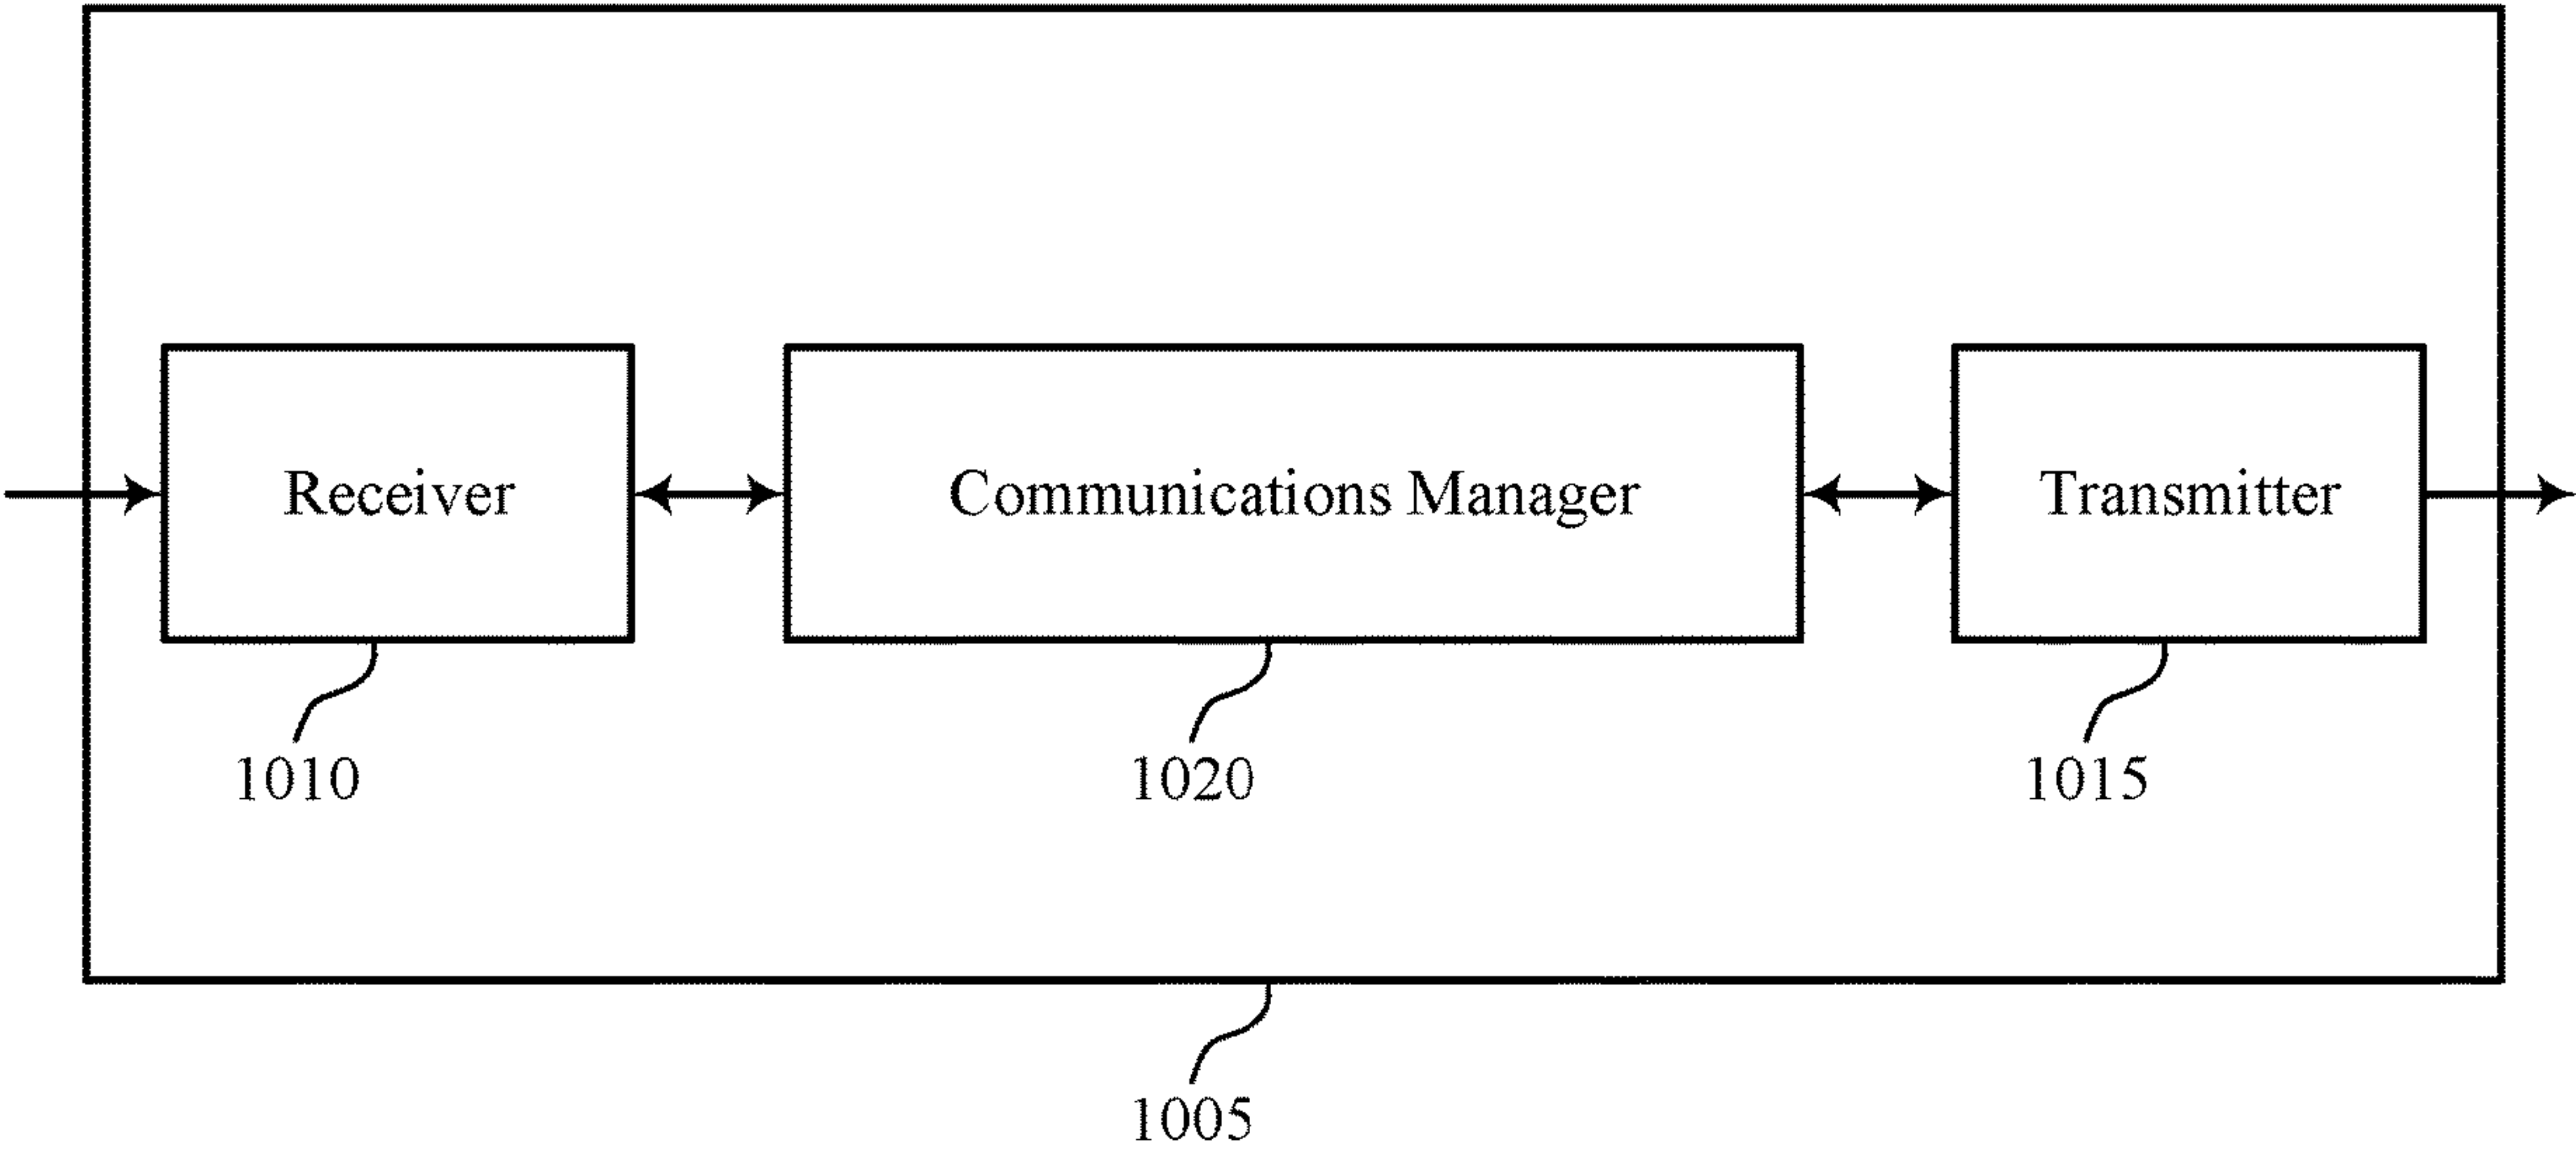 Receiver
Communications Manager
Transmitter
1010
1020
1015
1005